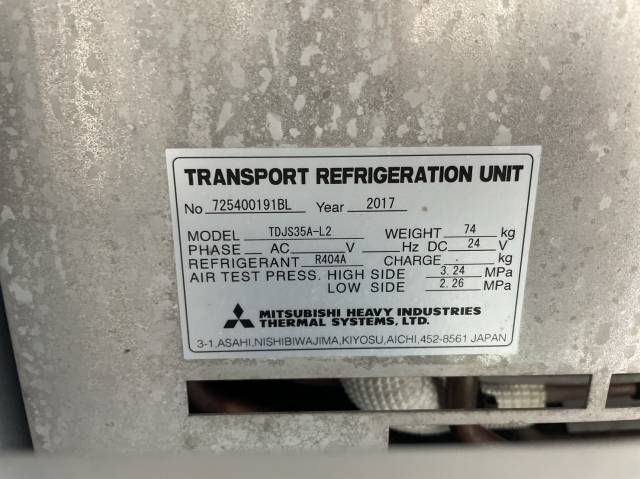 TRANSPORT REFRIGERATION UNIT
No 725400191BL Year 2017
MODEL TDJS35A-L2 WEIGHT 74 kg
PHASE AC V Hz DC 24 V
REFRIGERANT R404A CHARGE kg
AIR TEST PRESS. HIGH SIDE 3.24 MPa
LOW SIDE 2.26 MPa
MITSUBISHI HEAVY INDUSTRIES
THERMAL SYSTEMS, LTD.
3-1, ASAHI, NISHIBIWAJIMA, KIYOSU, AICHI, 452-8561 JAPAN